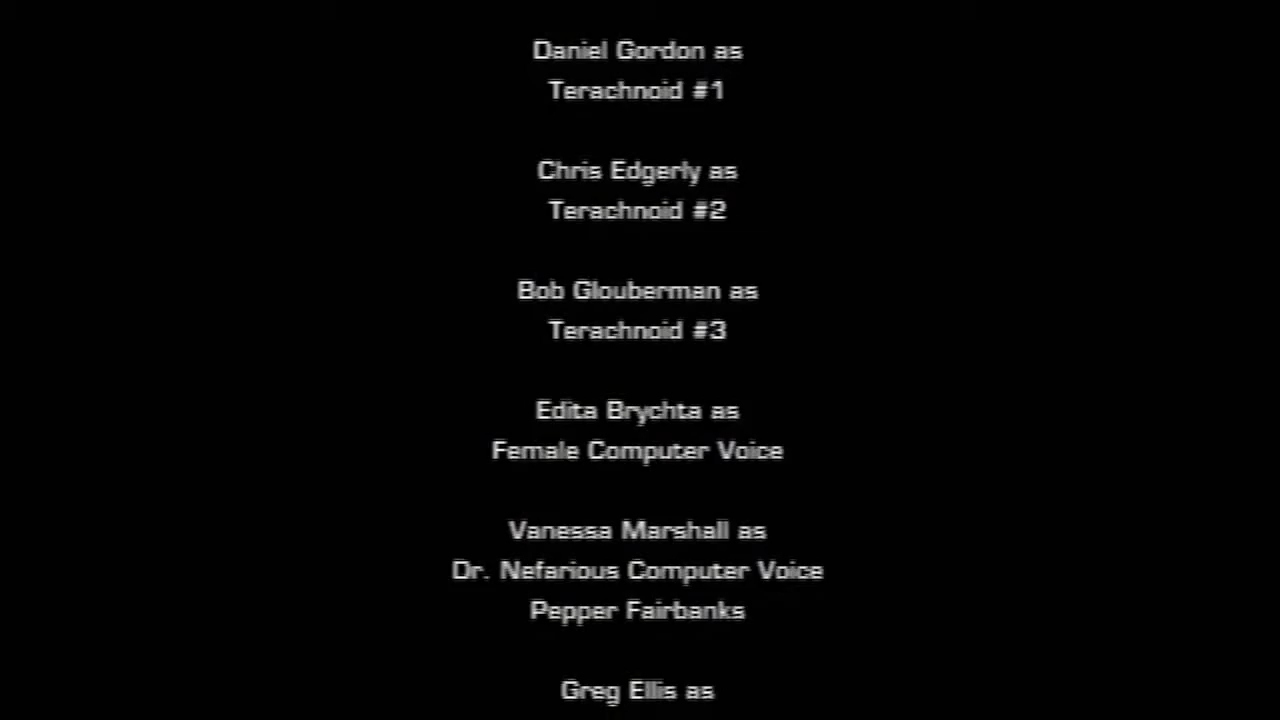 Daniel Gordon as
Terachnoid #1
Chris Edgerly as
Terachnoid #2
Bob Glouberman as
Terachnoid #3
Edita Brychta as
Female Computer Voice
Vanessa Marshall as
Dr. Nefarious Computer Voice
Pepper Fairbanks
Greg Ellis as